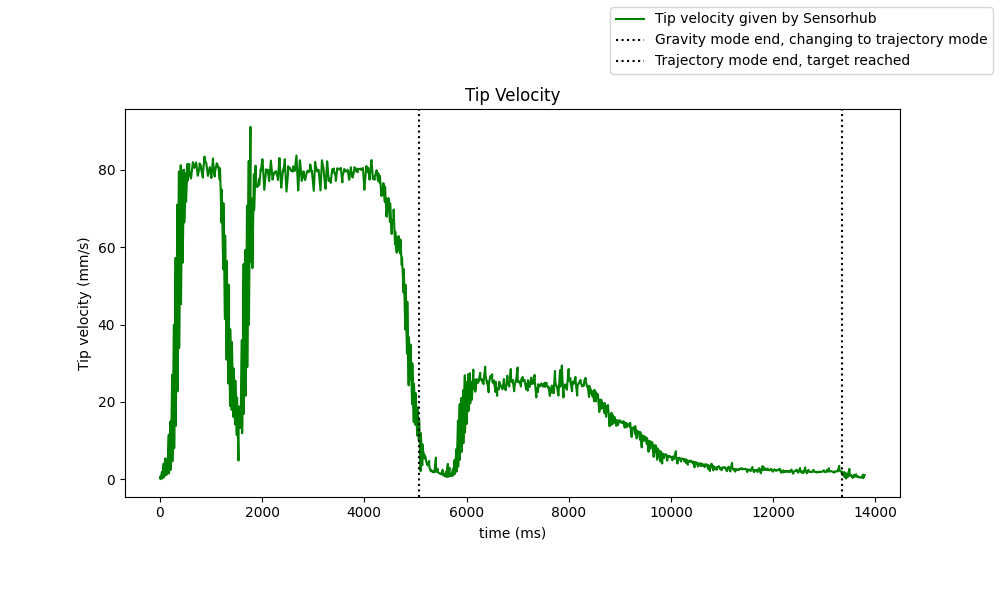 Tip velocity given by Sensorhub
Gravity mode end, changing to trajectory mode
Trajectory mode end, target reached
Tip Velocity
Tip velocity (mm/s)
80
60
40
20
0
0 2000 4000 6000 8000 10000 12000 14000
time (ms)